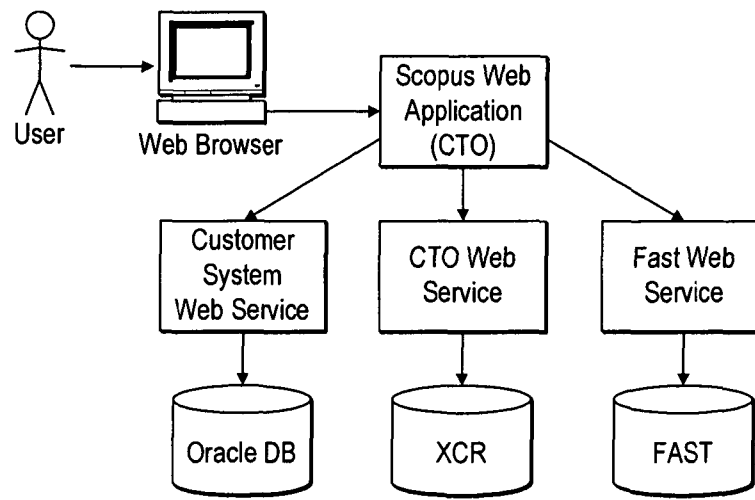 User
Web Browser
Scopus Web
Application
(CTO)
Customer
System
Web Service
CTO Web
Service
Fast Web
Service
Oracle DB
XCR
FAST